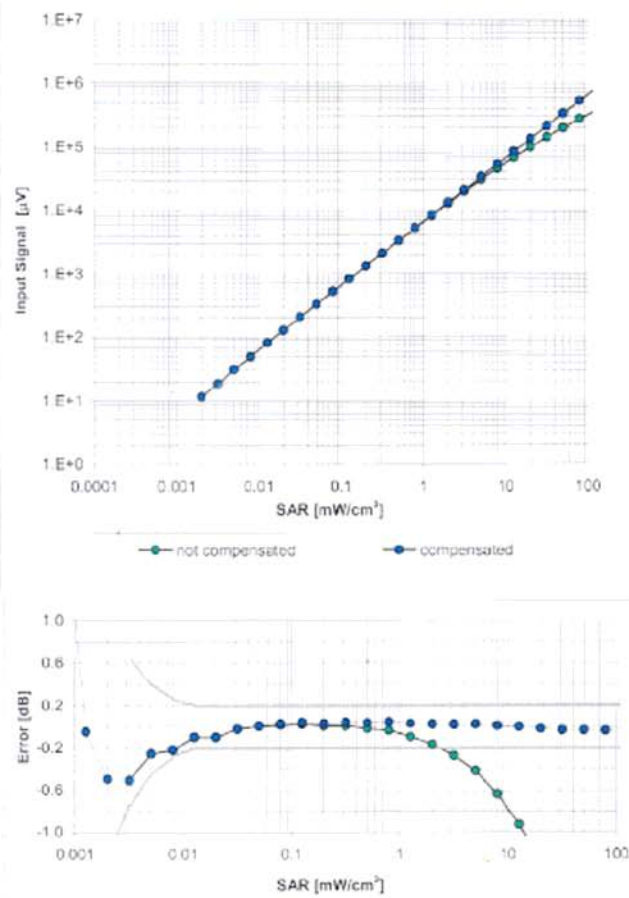 1.E+7
1.E+6
1.E+5
1.E+4
1.E+3
1.E+2
1.E+1
1.E+0
Input Signal [µV]
0.0001 0.001 0.01 0.1 1 10 100
SAR [mW/cm³]
not compensated compensated
1.0
0.6
0.2
-0.2
-0.6
-1.0
Error [dB]
0.001 0.01 0.1 1 10 100
SAR [mW/cm³]